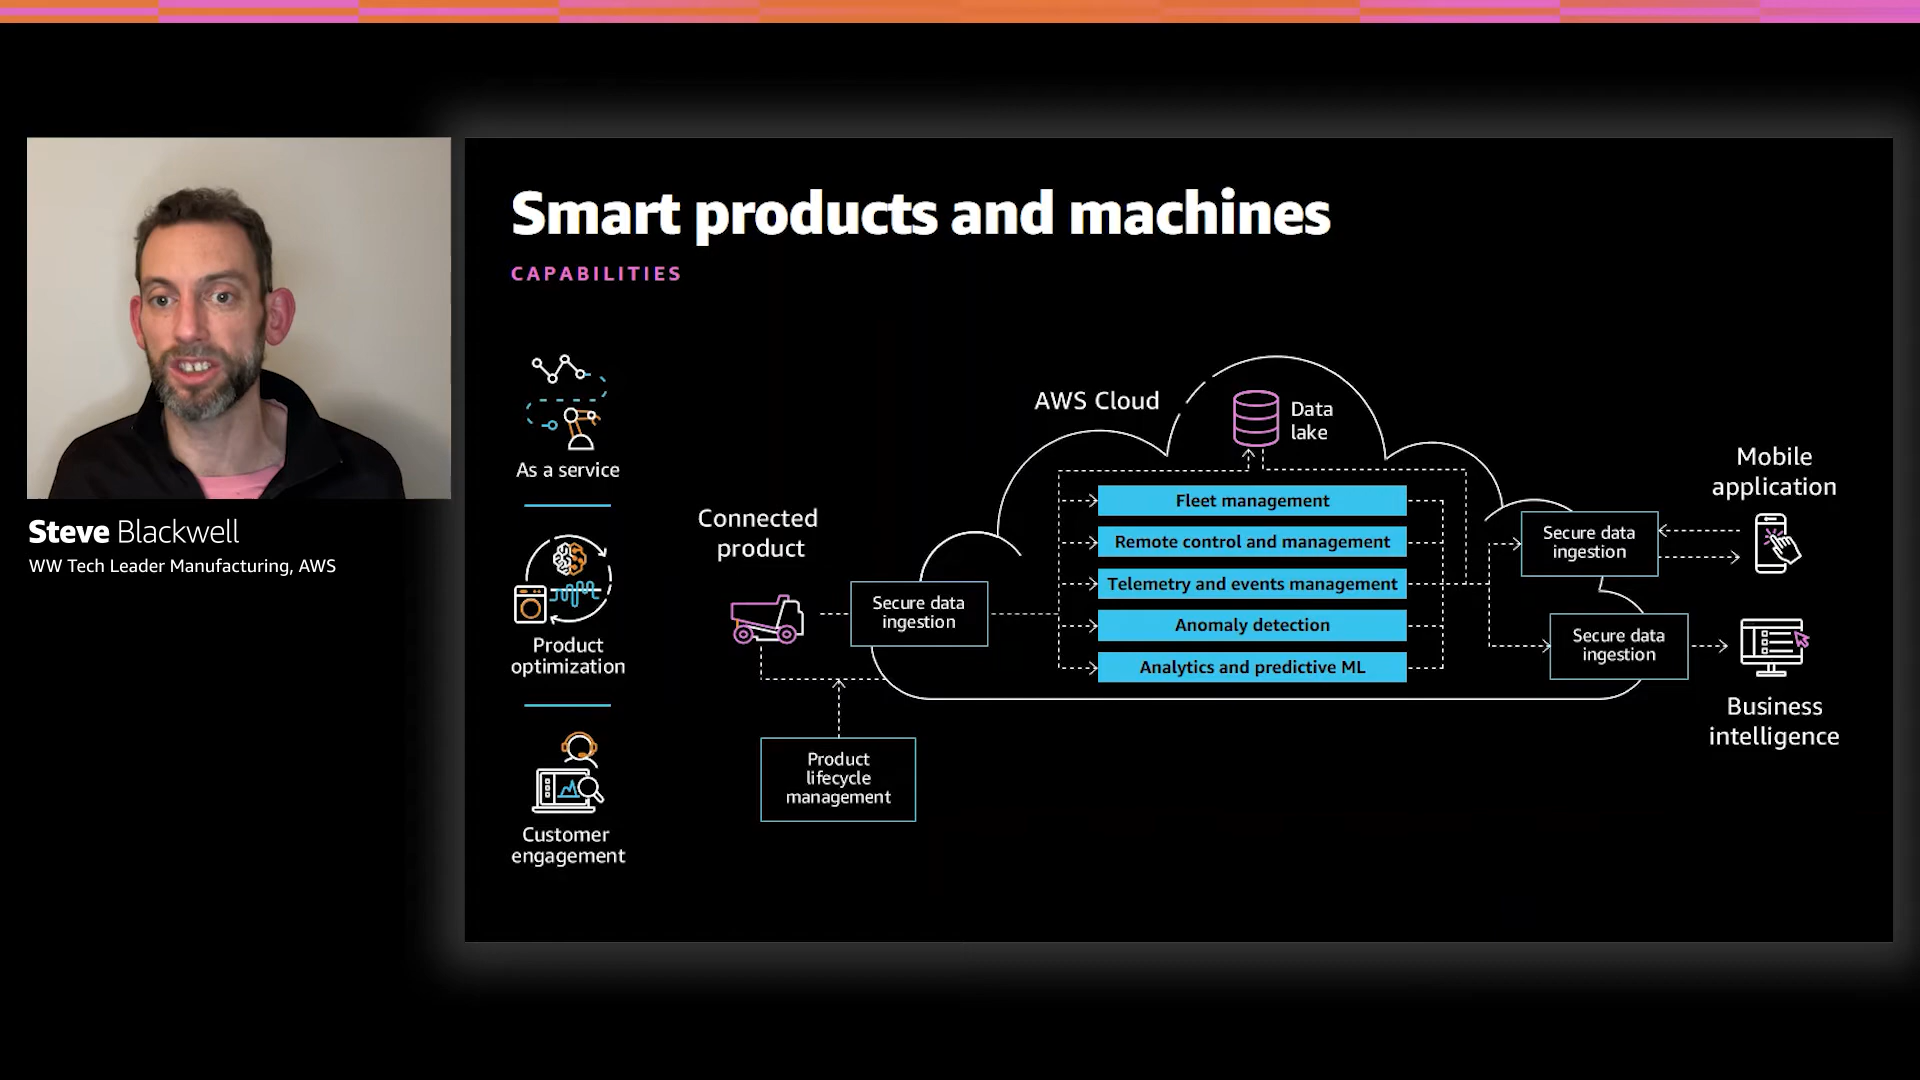 Steve Blackwell
WW Tech Leader Manufacturing, AWS
Smart products and machines
CAPABILITIES
As a service
Product
optimization
Customer
engagement
Connected
product
Secure data
ingestion
Product
lifecycle
management
AWS Cloud
Data
lake
Fleet management
Remote control and management
Telemetry and events management
Anomaly detection
Analytics and predictive ML
Secure data
ingestion
Secure data
ingestion
Mobile
application
Business
intelligence